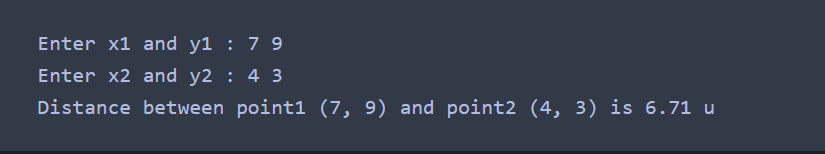 Enter x1 and y1 : 7 9
Enter x2 and y2 : 4 3
Distance between point1 (7, 9) and point2 (4, 3) is 6.71 u